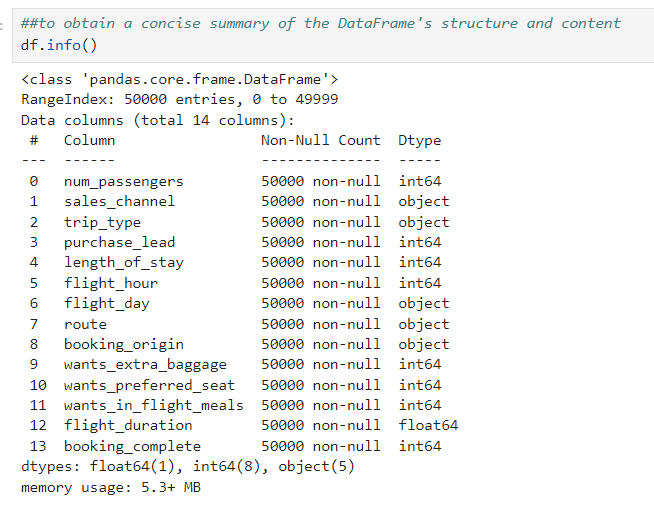 ##to obtain a concise summary of the DataFrame's structure and content
df.info()
<class 'pandas.core.frame.DataFrame'>
RangeIndex: 50000 entries, 0 to 49999
Data columns (total 14 columns):
 #   Column                 Non-Null Count  Dtype
---  ------                 --------------  -----
 0   num_passengers         50000 non-null  int64
 1   sales_channel          50000 non-null  object
 2   trip_type              50000 non-null  object
 3   purchase_lead          50000 non-null  int64
 4   length_of_stay         50000 non-null  int64
 5   flight_hour            50000 non-null  int64
 6   flight_day             50000 non-null  object
 7   route                  50000 non-null  object
 8   booking_origin         50000 non-null  object
 9   wants_extra_baggage    50000 non-null  int64
 10  wants_preferred_seat   50000 non-null  int64
 11  wants_in_flight_meals  50000 non-null  int64
 12  flight_duration        50000 non-null  float64
 13  booking_complete       50000 non-null  int64
dtypes: float64(1), int64(8), object(5)
memory usage: 5.3+ MB